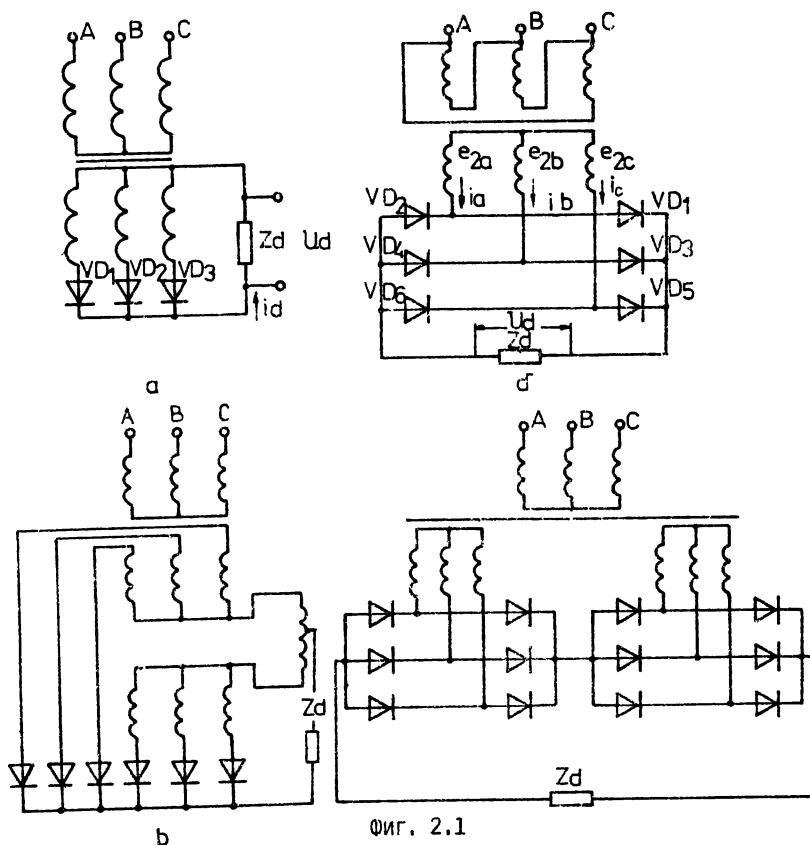 A B C
VD1 VD2 VD3
Zd Ud
id
а
A B C
e2a e2b e2c
ia ib ic
VD2 VD1
VD4 VD3
VD6 VD5
Ud
Zd
б
A B C
Zd
b
A B C
Zd
Фиг. 2.1